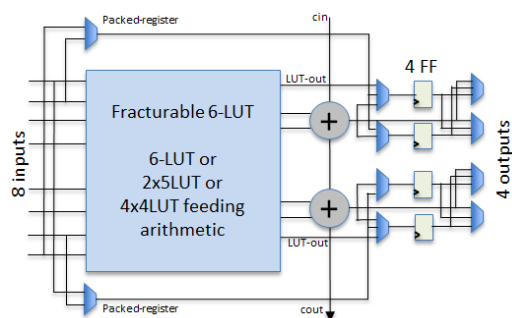 Packed-register
cin
LUT-out
4 FF
Fracturable 6-LUT
+
6-LUT or
2x5LUT or
4x4LUT feeding
arithmetic
+
8 inputs
4 outputs
LUT-out
Packed-register
cout